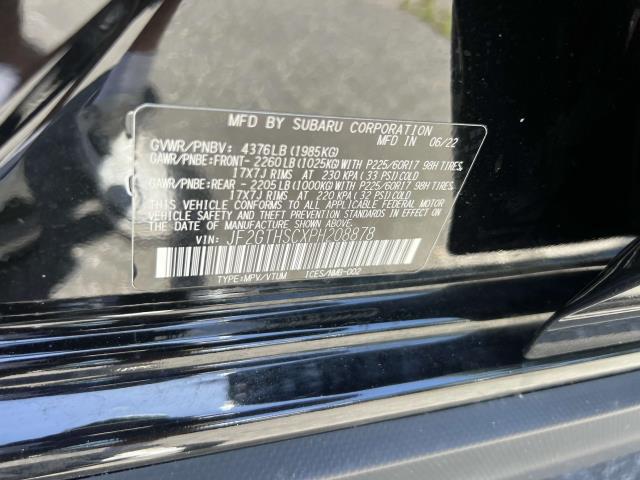 MFD BY SUBARU CORPORATION
MFD IN 06/22
GVWR/PNBV: 4376LB (1985KG)
GAWR/PNBE:FRONT- 2260LB(1025KG)WITH P225/60R17 98H TIRES,
17X7J RIMS AT 230 KPA(33 PSI)COLD
GAWR/PNBE:REAR - 2205LB(1000KG)WITH P225/60R17 98H TIRES,
17X7J RIMS AT 220 KPA(32 PSI)COLD
THIS VEHICLE CONFORMS TO ALL APPLICABLE FEDERAL MOTOR
VEHICLE SAFETY AND THEFT PREVENTION STANDARDS IN EFFECT
ON THE DATE OF MANUFACTURE SHOWN ABOVE.
VIN: JF2GTHSCXPH308878
TYPE:MPV/VTUM ICES/NMB-002